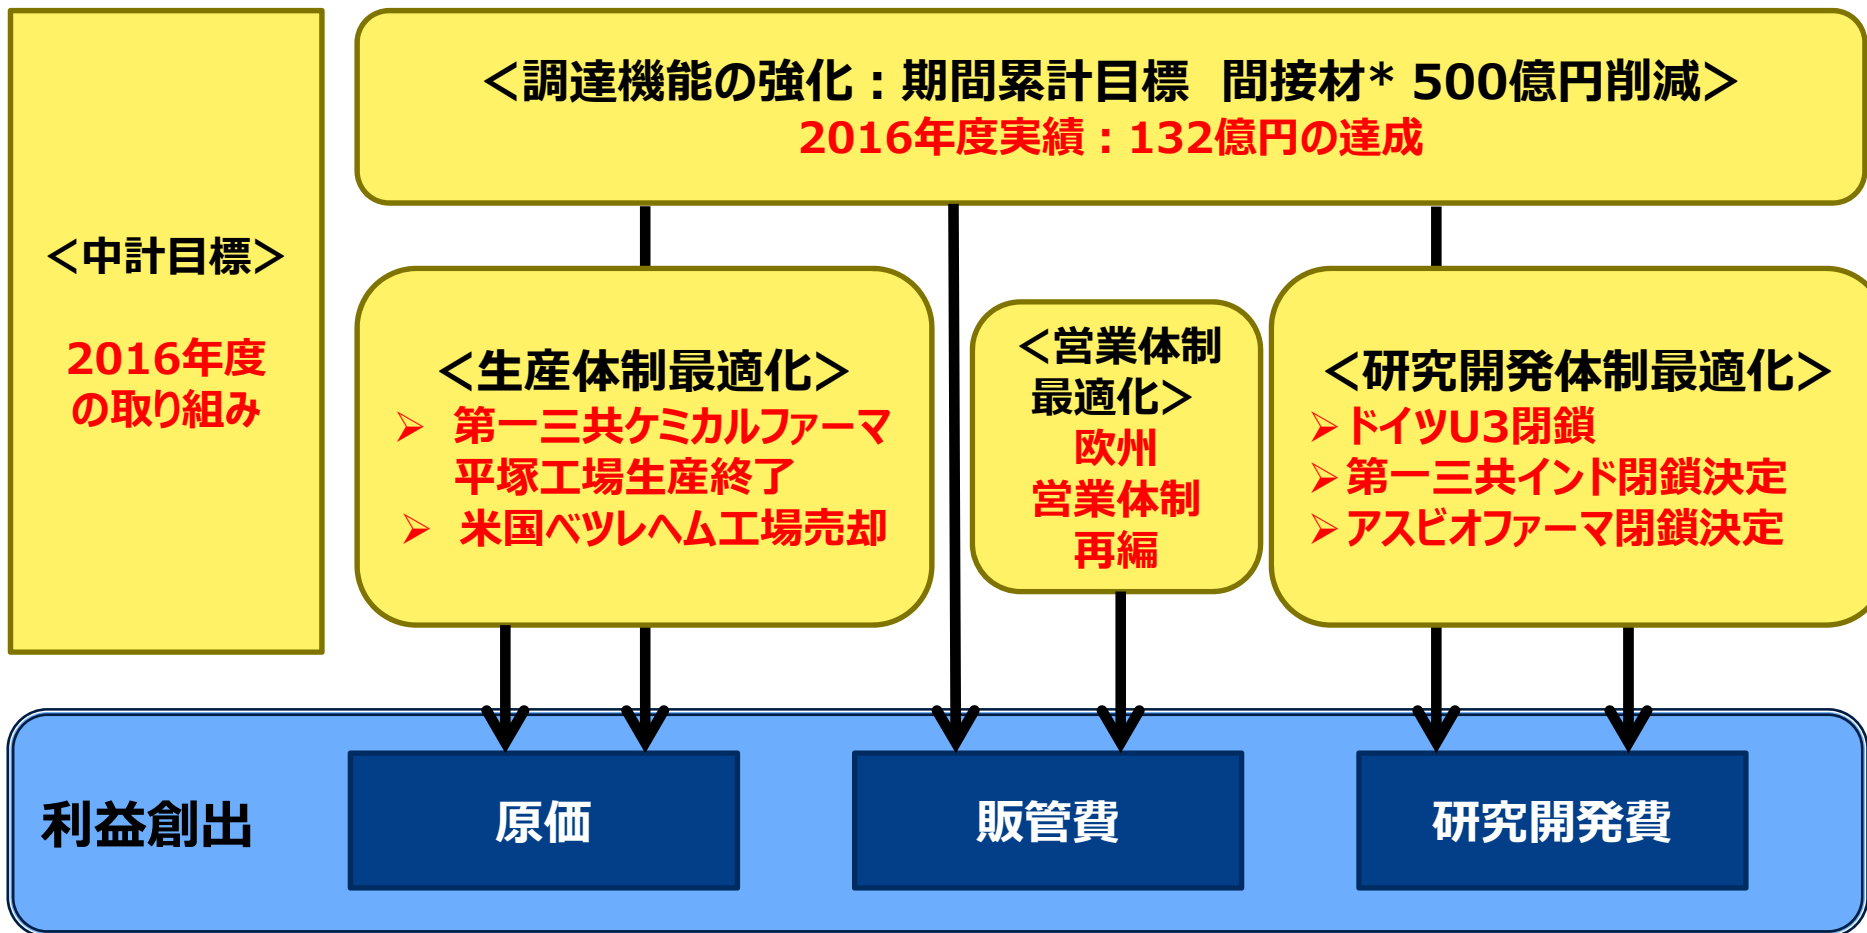 <中計目標>
2016年度
の取り組み
<調達機能の強化：期間累計目標 間接材* 500億円削減>
2016年度実績：132億円の達成
<生産体制最適化>
➢ 第一三共ケミカルファーマ
平塚工場生産終了
➢ 米国ベツレヘム工場売却
<営業体制
最適化>
欧州
営業体制
再編
<研究開発体制最適化>
➢ドイツU3閉鎖
➢第一三共インド閉鎖決定
➢アスビオファーマ閉鎖決定
利益創出
原価
販管費
研究開発費